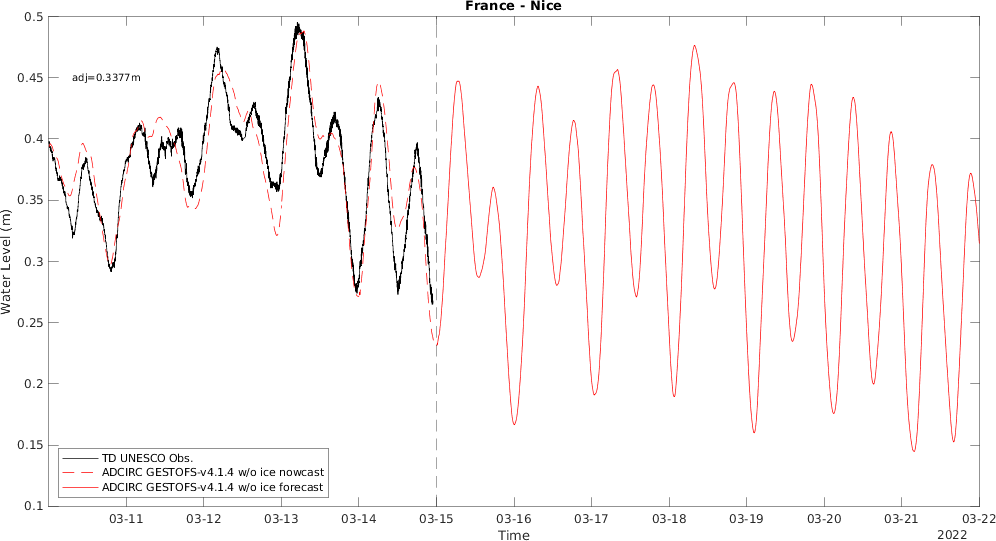 France - Nice
0.5
0.45
0.4
0.35
0.3
0.25
0.2
0.15
0.1
Water Level (m)
adj=0.3377m
TD UNESCO Obs.
ADCIRC GESTOFS-v4.1.4 w/o ice nowcast
ADCIRC GESTOFS-v4.1.4 w/o ice forecast
03-11 03-12 03-13 03-14 03-15 03-16 03-17 03-18 03-19 03-20 03-21 03-22
Time
2022